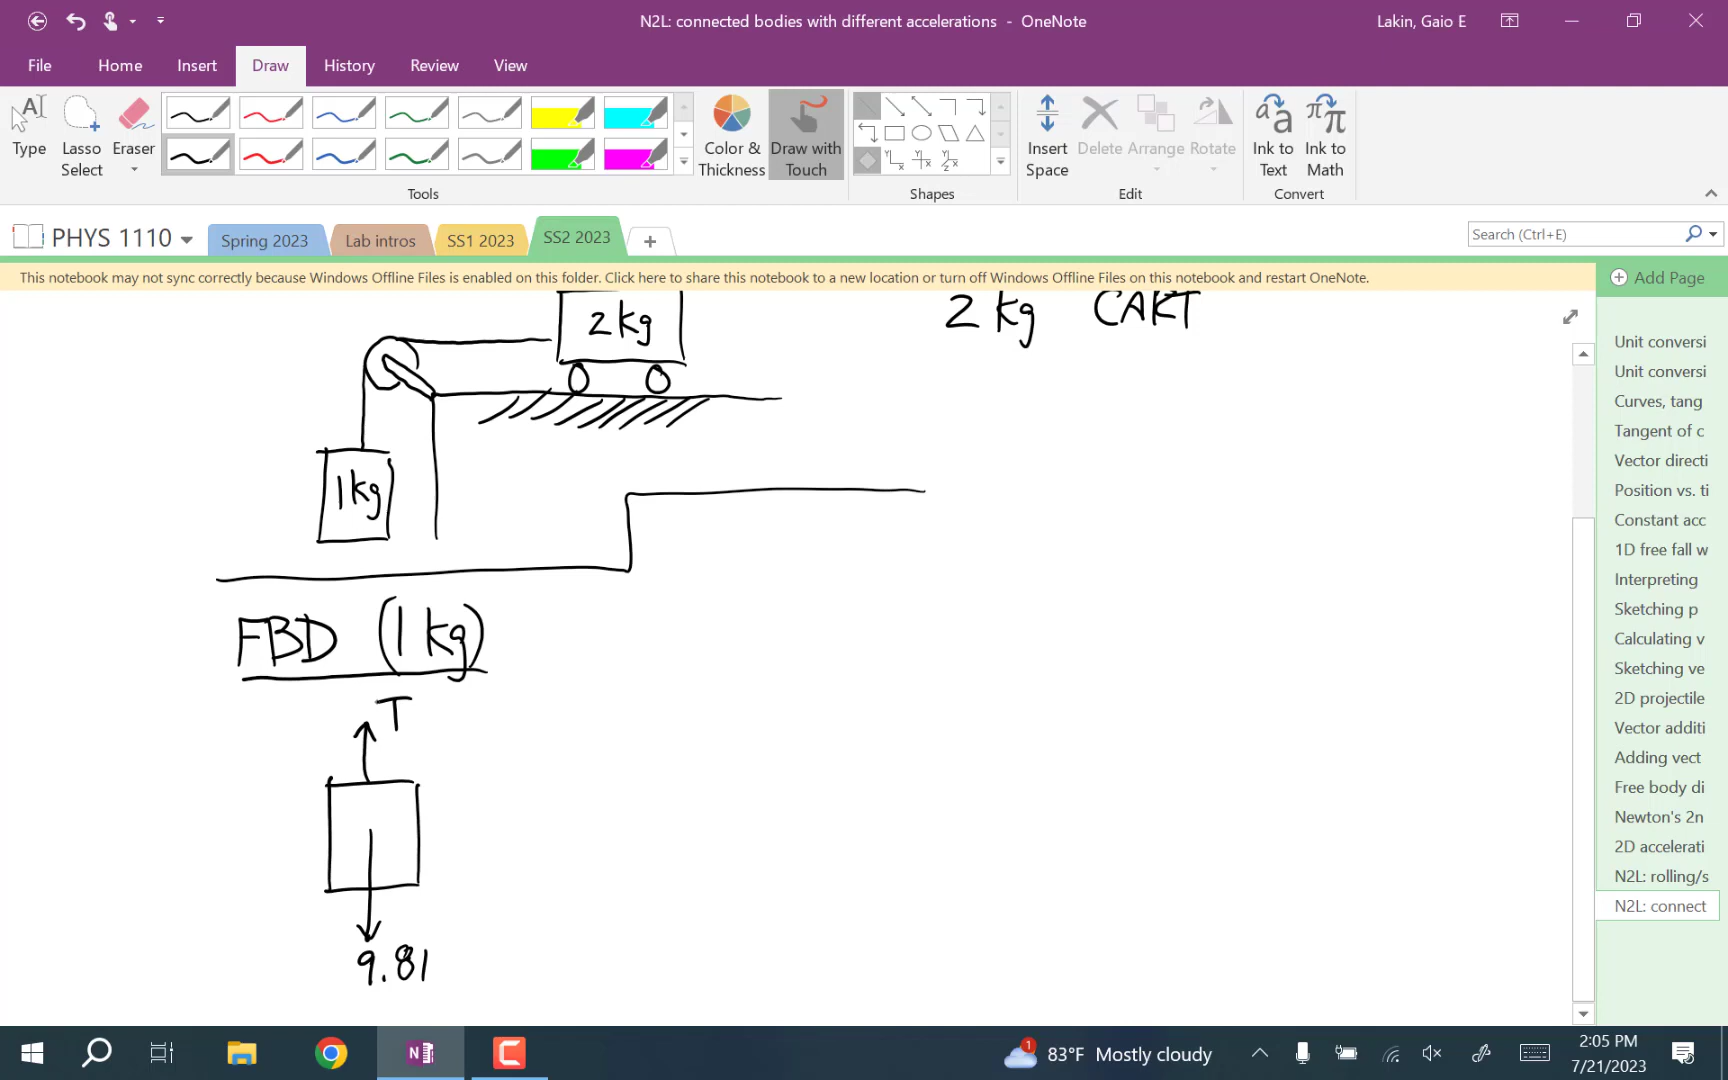 N2L: connected bodies with different accelerations - OneNote
Lakin, Gaio E
File Home Insert Draw History Review View
Type
Lasso Select
Eraser
Color & Thickness
Draw with Touch
Insert Space
Delete
Arrange
Rotate
Ink to Text
Ink to Math
Tools
Shapes
Edit
Convert
PHYS 1110
Spring 2023
Lab intros
SS1 2023
SS2 2023
Search (Ctrl+E)
This notebook may not sync correctly because Windows Offline Files is enabled on this folder. Click here to share this notebook to a new location or turn off Windows Offline Files on this notebook and restart OneNote.
Add Page
2 kg
2 kg CART
1 kg
FBD (1 kg)
T
9.81
Unit conversi
Unit conversi
Curves, tang
Tangent of c
Vector directi
Position vs. ti
Constant acc
1D free fall w
Interpreting
Sketching p
Calculating v
Sketching ve
2D projectile
Vector additi
Adding vect
Free body di
Newton's 2n
2D accelerati
N2L: rolling/s
N2L: connect
1
83°F Mostly cloudy
2:05 PM
7/21/2023